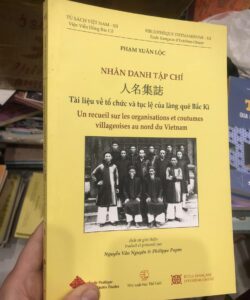 TỦ SÁCH VIỆT NAM - XII
Viện Viễn Đông Bác Cổ
BIBLIOTHÈQUE VIETNAMIENNE - XII
École française d'Extrême-Orient
PHẠM XUÂN LỘC
NHÂN DANH TẬP CHÍ
人名集誌
Tài liệu về tổ chức và tục lệ của làng quê Bắc Kì
Un recueil sur les organisations et coutumes
villageoises au nord du Vietnam
Nguyễn Văn Nguyên & Philippe Papin